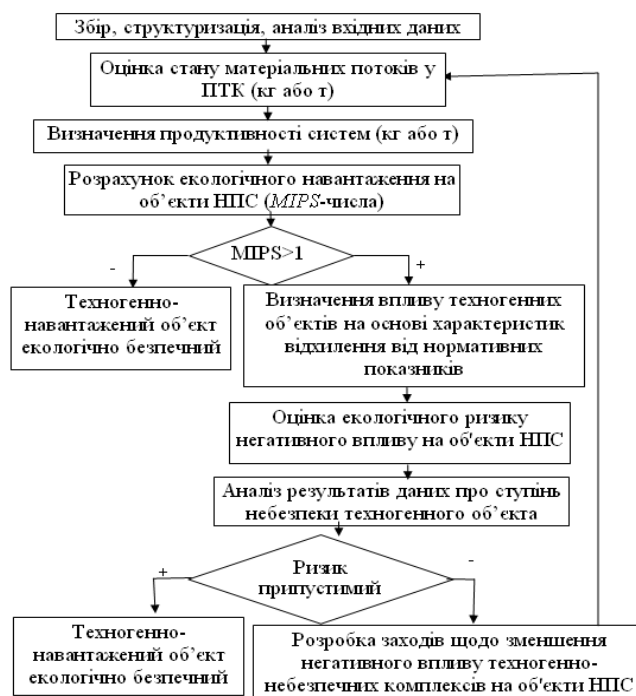 Збір, структуризація, аналіз вхідних даних
Оцінка стану матеріальних потоків у
ПТК (кг або т)
Визначення продуктивності систем (кг або т)
Розрахунок екологічного навантаження на
об’єкти НПС (MIPS-числа)
MIPS>1
-
+
Техногенно-
навантажений об’єкт
екологічно безпечний
Визначення впливу техногенних
об’єктів на основі характеристик
відхилення від нормативних
показників
Оцінка екологічного ризику
негативного впливу на об'єкти НПС
Аналіз результатів даних про ступінь
небезпеки техногенного об’єкта
Ризик
припустимий
+
-
Техногенно-
навантажений об’єкт
екологічно безпечний
Розробка заходів щодо зменшення
негативного впливу техногенно-
небезпечних комплексів на об'єкти НПС